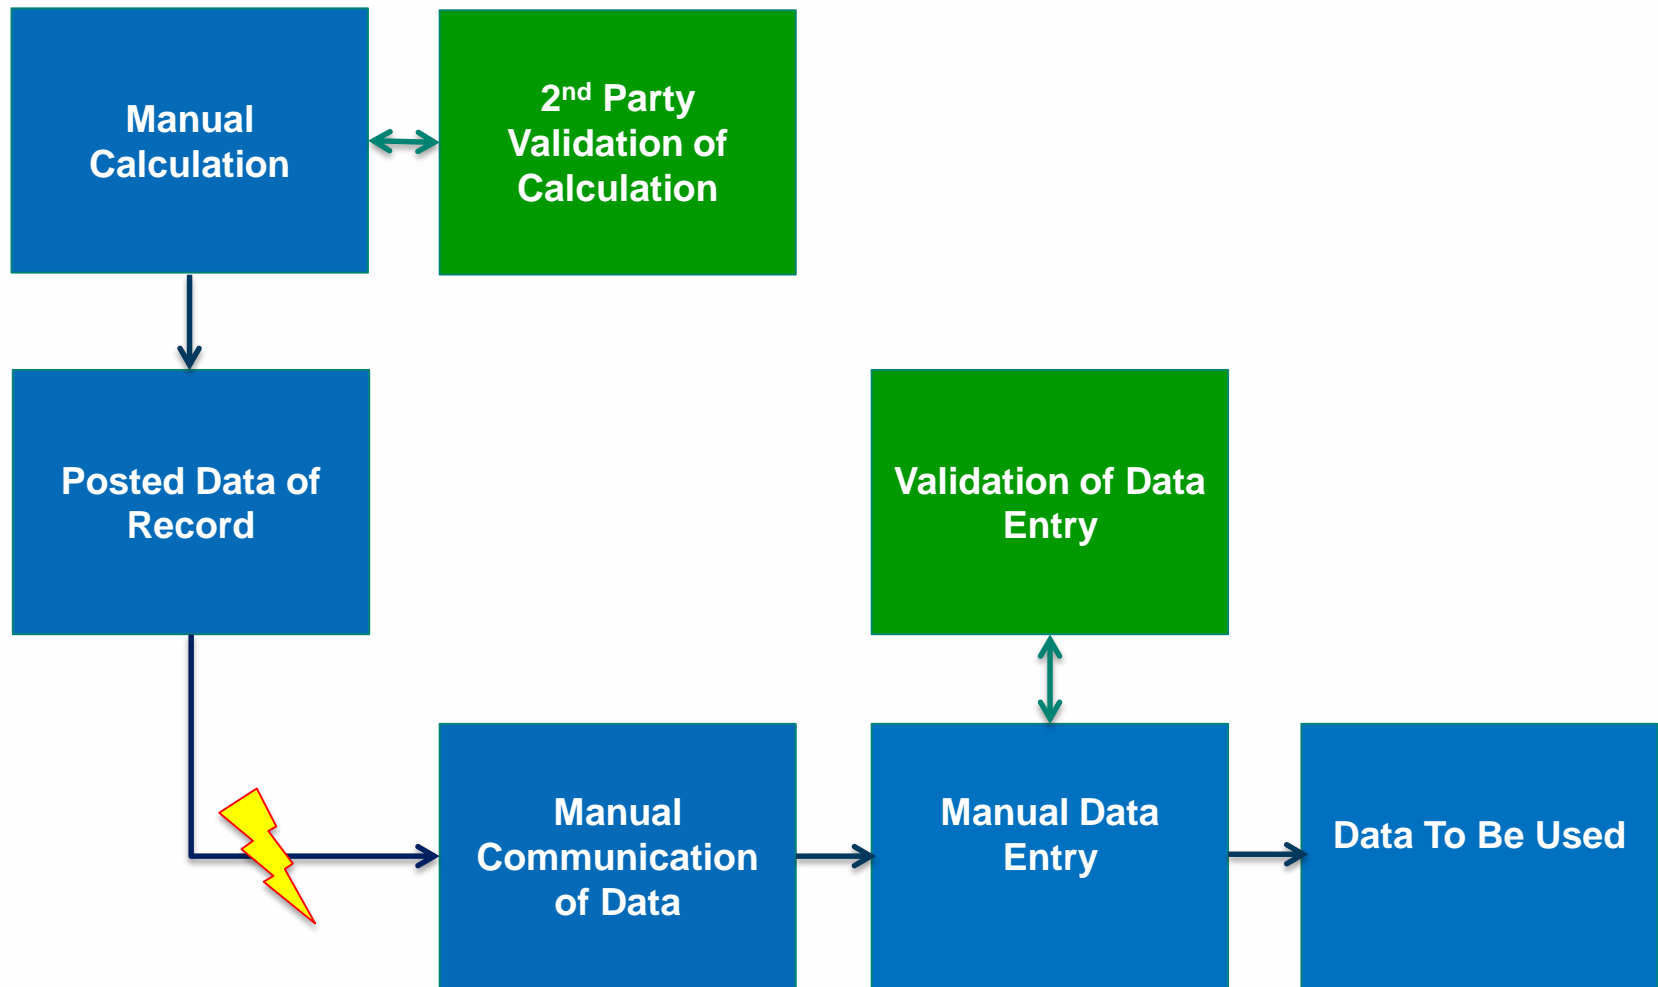 Manual
Calculation
2nd Party
Validation of
Calculation
Posted Data of
Record
Validation of Data
Entry
Manual
Communication
of Data
Manual Data
Entry
Data To Be Used